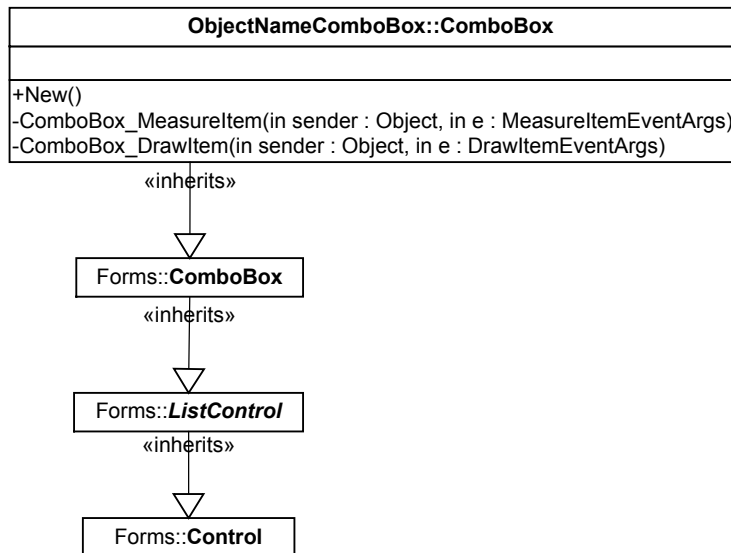 ObjectNameComboBox::ComboBox
+New()
-ComboBox_MeasureItem(in sender : Object, in e : MeasureItemEventArgs)
-ComboBox_DrawItem(in sender : Object, in e : DrawItemEventArgs)
«inherits»
Forms::ComboBox
«inherits»
Forms::ListControl
«inherits»
Forms::Control